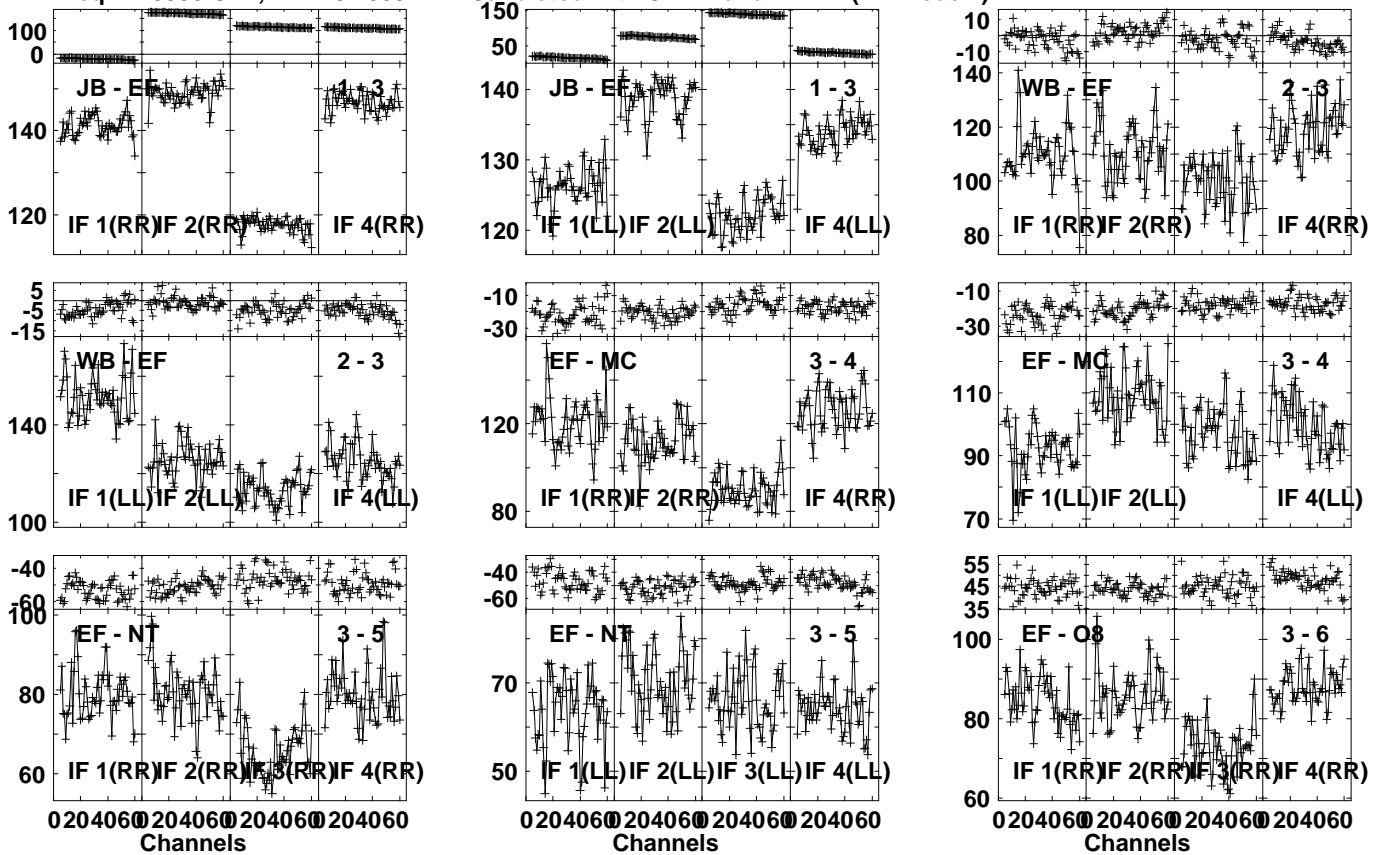 100
0
JB - EF
1 - 3
140
120
IF 1(RR)
IF 2(RR)
IF 4(RR)
150
50
JB - EF
1 - 3
140
130
120
IF 1(LL)
IF 2(LL)
IF 4(LL)
10
-10
WB - EF
2 - 3
140
120
100
80
IF 1(RR)
IF 2(RR)
IF 4(RR)
5
-5
-15
WB - EF
2 - 3
140
100
IF 1(LL)
IF 2(LL)
IF 4(LL)
-10
-30
EF - MC
3 - 4
120
80
IF 1(RR)
IF 2(RR)
IF 4(RR)
-10
-30
EF - MC
3 - 4
110
90
70
IF 1(LL)
IF 2(LL)
IF 4(LL)
-40
-60
100
EF - NT
3 - 5
80
60
IF 1(RR)
IF 2(RR)
IF 3(RR)
IF 4(RR)
0 20 40 60 0 20 40 60 0 20 40 60 0 20 40 60
Channels
-40
-60
EF - NT
3 - 5
70
50
IF 1(LL)
IF 2(LL)
IF 3(LL)
IF 4(LL)
0 20 40 60 0 20 40 60 0 20 40 60 0 20 40 60
Channels
55
45
35
EF - O8
3 - 6
100
80
60
IF 1(RR)
IF 2(RR)
IF 3(RR)
IF 4(RR)
0 20 40 60 0 20 40 60 0 20 40 60 0 20 40 60
Channels